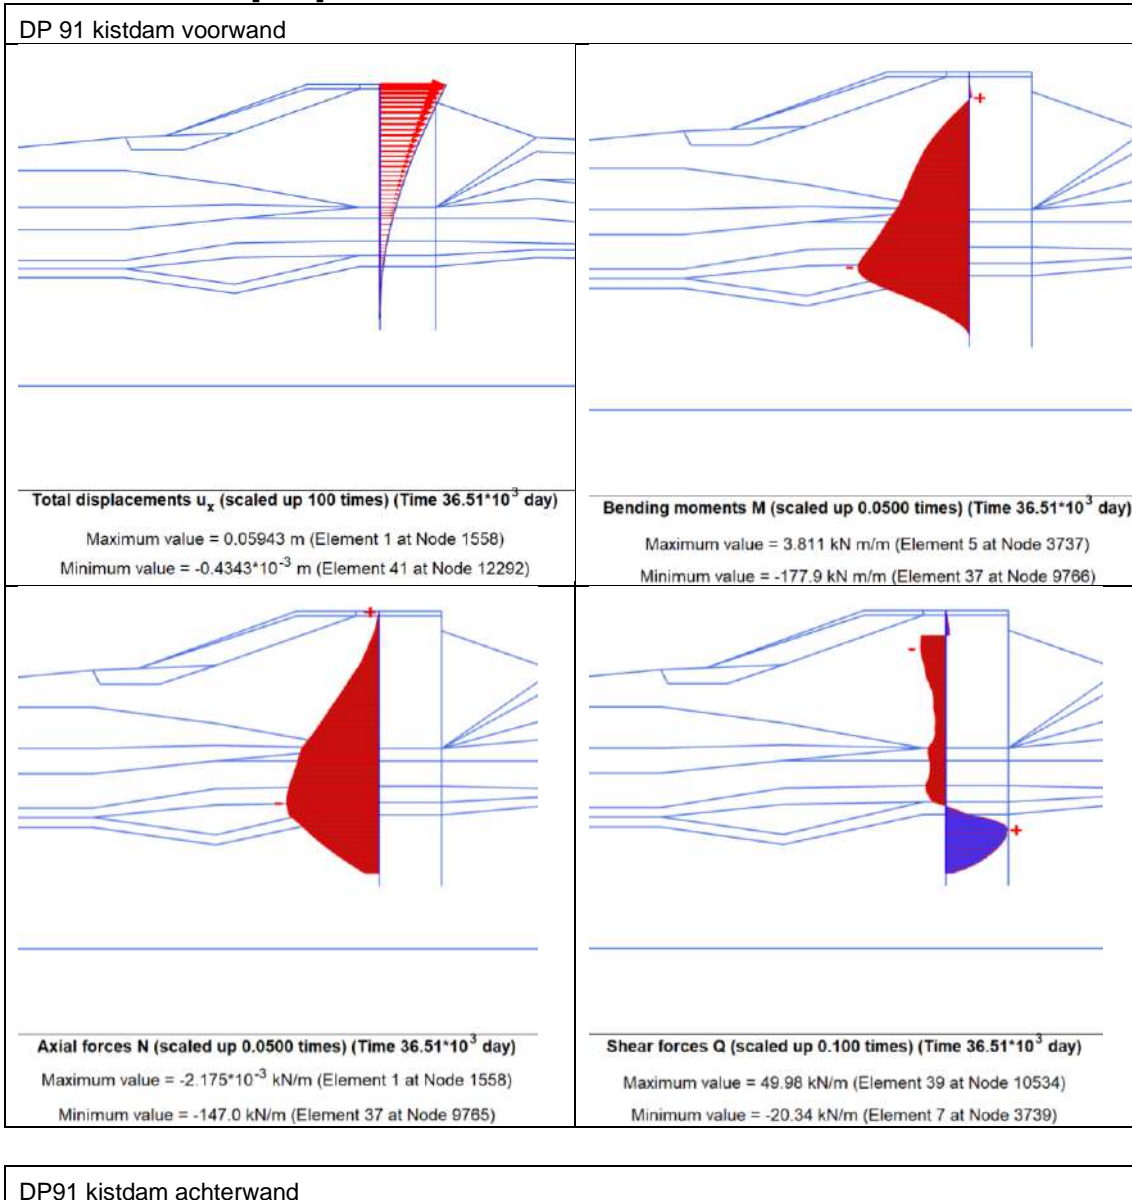 DP 91 kistdam voorwand
+
-
Total displacements uₓ (scaled up 100 times) (Time 36.51*10³ day)
Maximum value = 0.05943 m (Element 1 at Node 1558)
Minimum value = -0.4343*10⁻³ m (Element 41 at Node 12292)
Bending moments M (scaled up 0.0500 times) (Time 36.51*10³ day)
Maximum value = 3.811 kN m/m (Element 5 at Node 3737)
Minimum value = -177.9 kN m/m (Element 37 at Node 9766)
+
-
-
+
Axial forces N (scaled up 0.0500 times) (Time 36.51*10³ day)
Maximum value = -2.175*10⁻³ kN/m (Element 1 at Node 1558)
Minimum value = -147.0 kN/m (Element 37 at Node 9765)
Shear forces Q (scaled up 0.100 times) (Time 36.51*10³ day)
Maximum value = 49.98 kN/m (Element 39 at Node 10534)
Minimum value = -20.34 kN/m (Element 7 at Node 3739)
DP91 kistdam achterwand